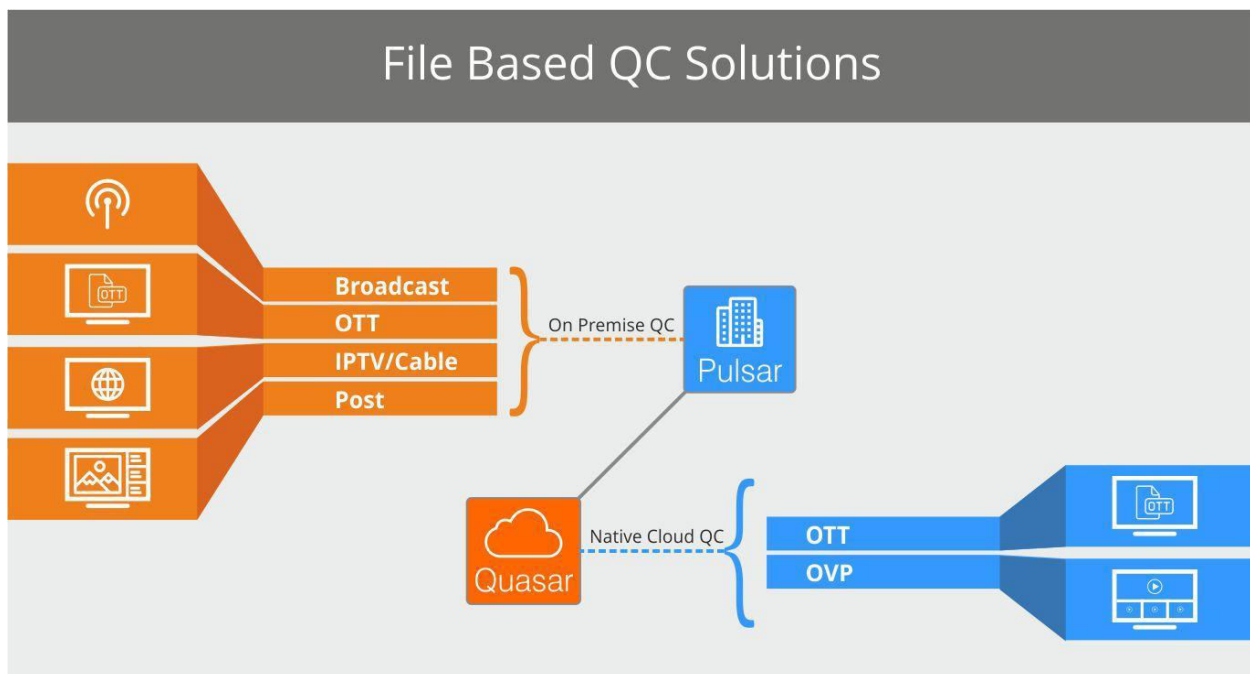 File Based QC Solutions
OTT
Broadcast
OTT
IPTV/Cable
Post
On Premise QC
Pulsar
Quasar
Native Cloud QC
OTT
OVP
OTT